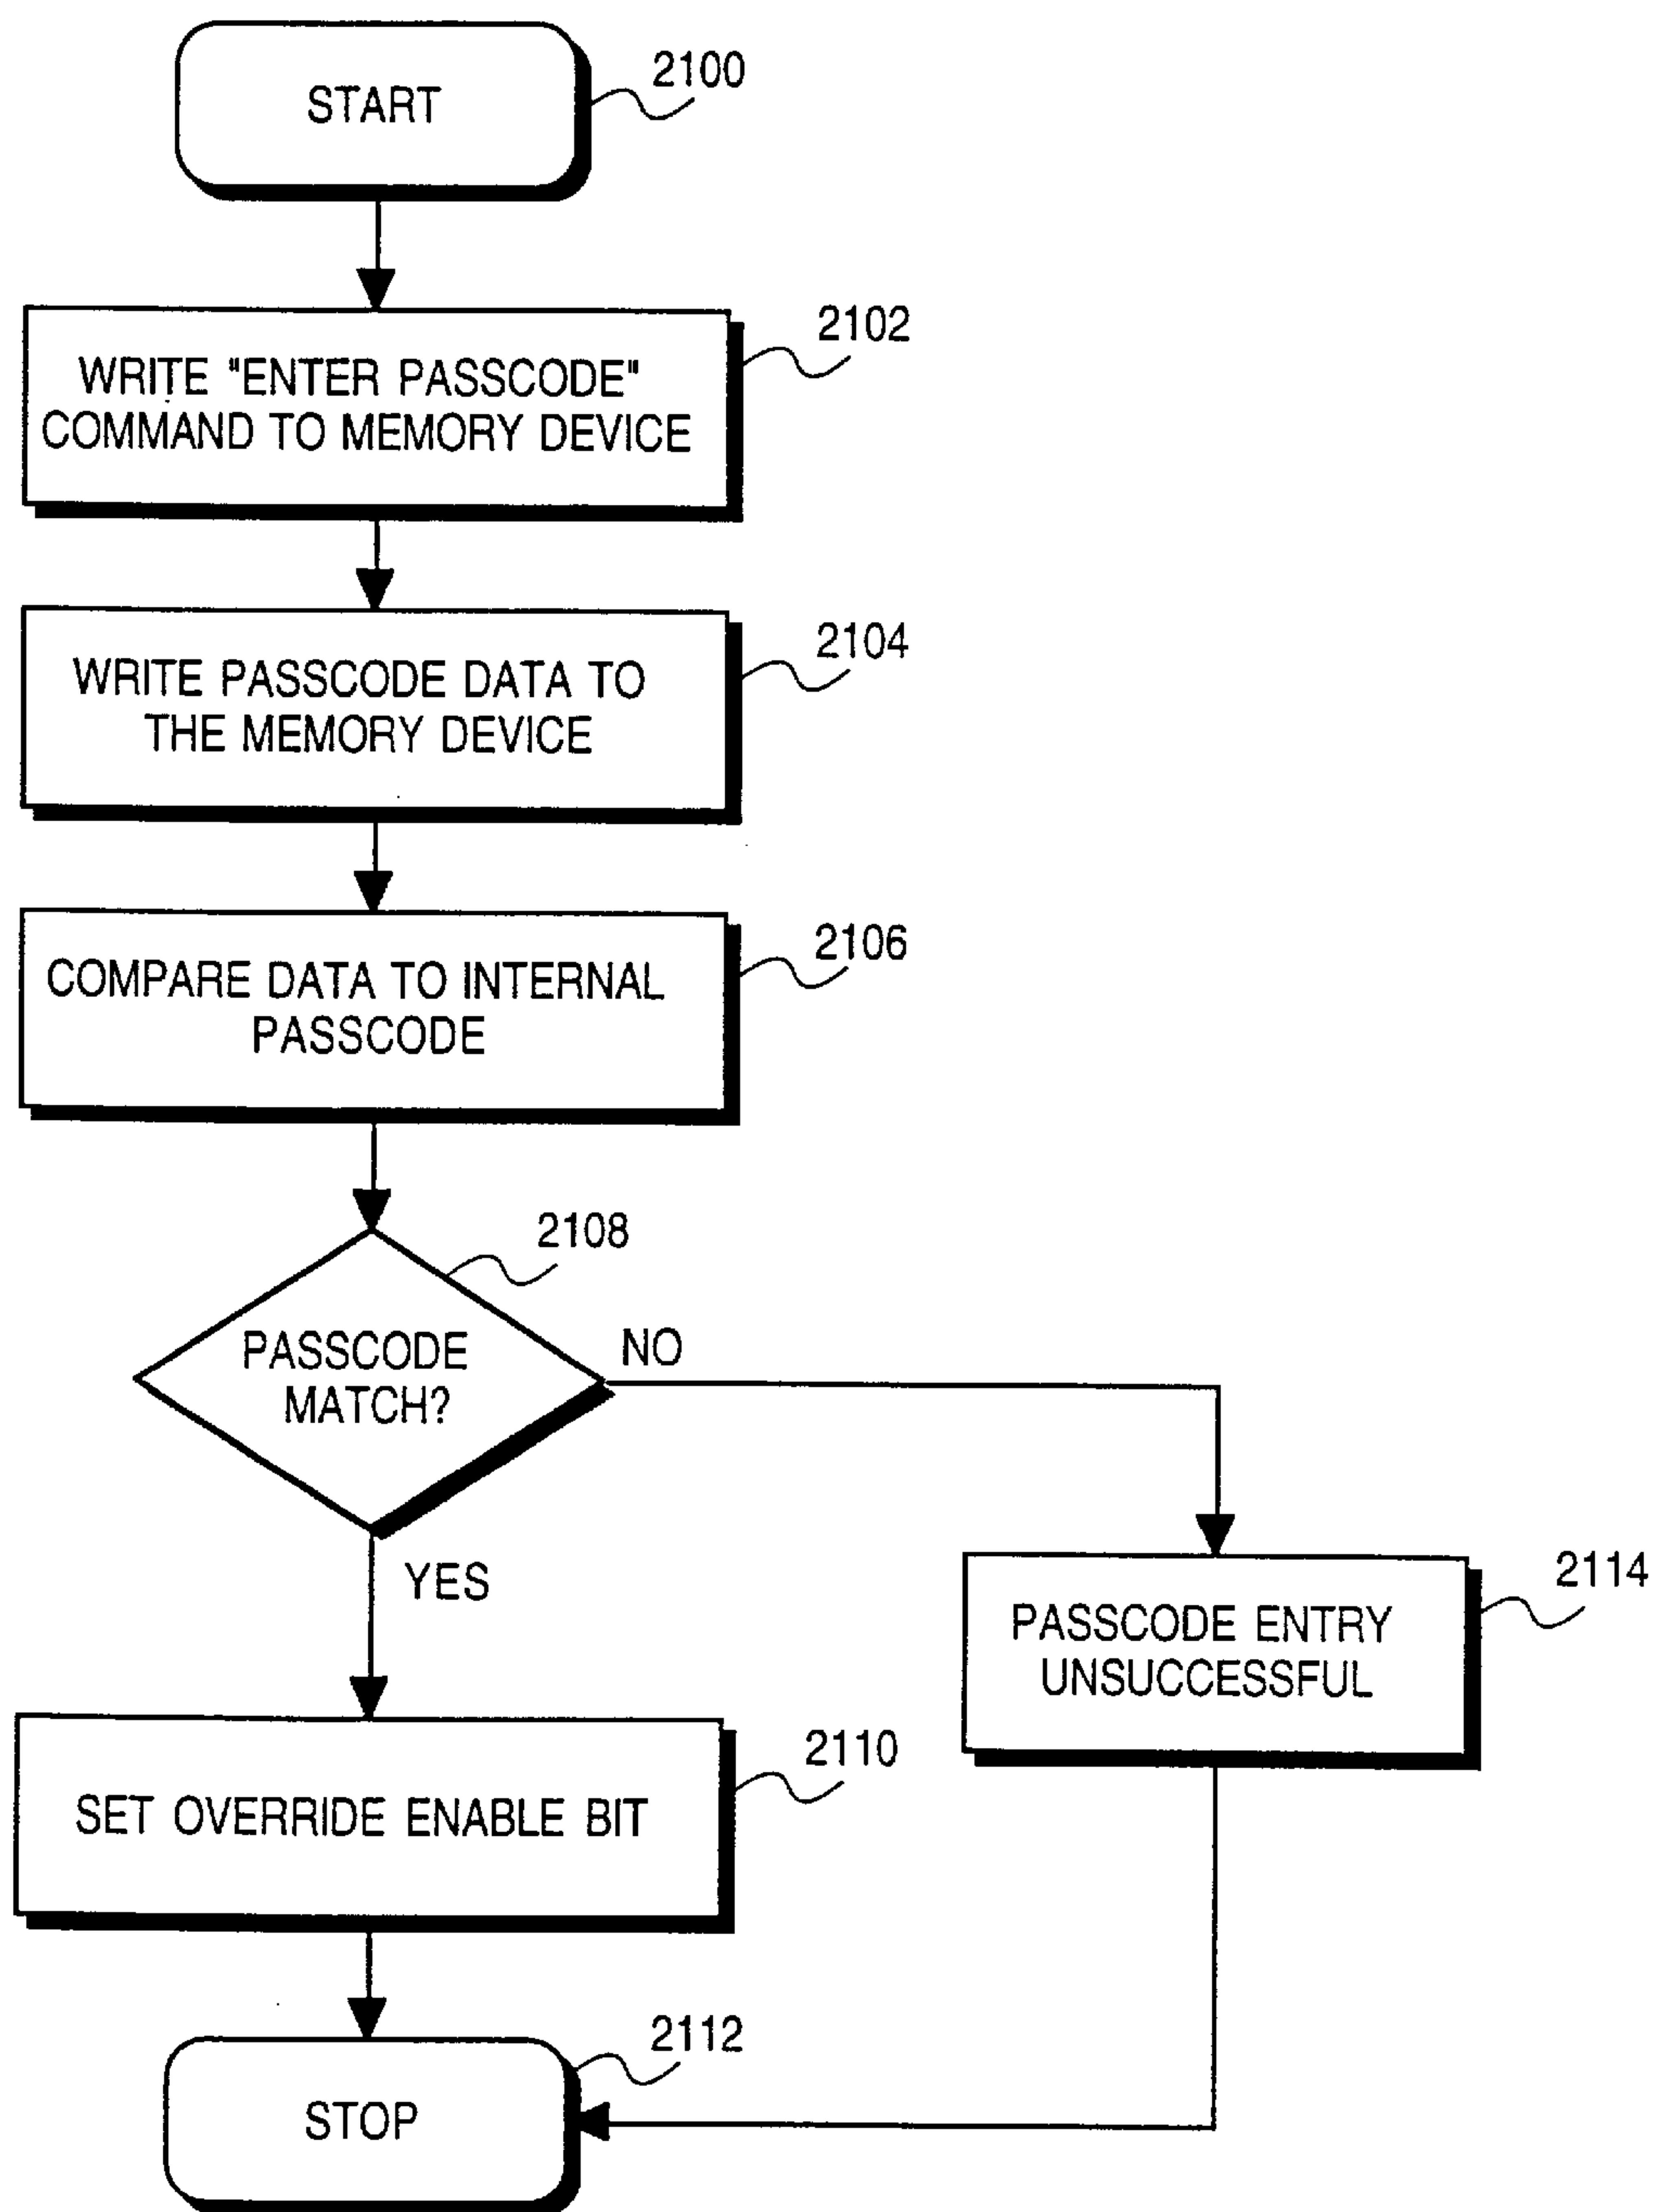 START
2100
WRITE "ENTER PASSCODE"
COMMAND TO MEMORY DEVICE
2102
WRITE PASSCODE DATA TO
THE MEMORY DEVICE
2104
COMPARE DATA TO INTERNAL
PASSCODE
2106
PASSCODE
MATCH?
2108
NO
YES
PASSCODE ENTRY
UNSUCCESSFUL
2114
SET OVERRIDE ENABLE BIT
2110
STOP
2112